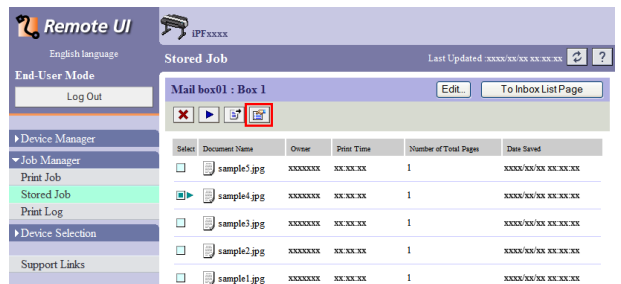 Remote UI
English language
End-User Mode
Log Out
Device Manager
Job Manager
Print Job
Stored Job
Print Log
Device Selection
Support Links
iPFxxxx
Stored Job
Last Updated :xxxx/xx/xx xx:xx:xx
?
Mail box01 : Box 1
Edit...
To Inbox List Page
Select Document Name Owner Print Time Number of Total Pages Date Saved
sample5.jpg xxxxxxx xx:xx:xx 1 xxxx/xx/xx xx:xx:xx
sample4.jpg xxxxxxx xx:xx:xx 1 xxxx/xx/xx xx:xx:xx
sample3.jpg xxxxxxx xx:xx:xx 1 xxxx/xx/xx xx:xx:xx
sample2.jpg xxxxxxx xx:xx:xx 1 xxxx/xx/xx xx:xx:xx
sample1.jpg xxxxxxx xx:xx:xx 1 xxxx/xx/xx xx:xx:xx